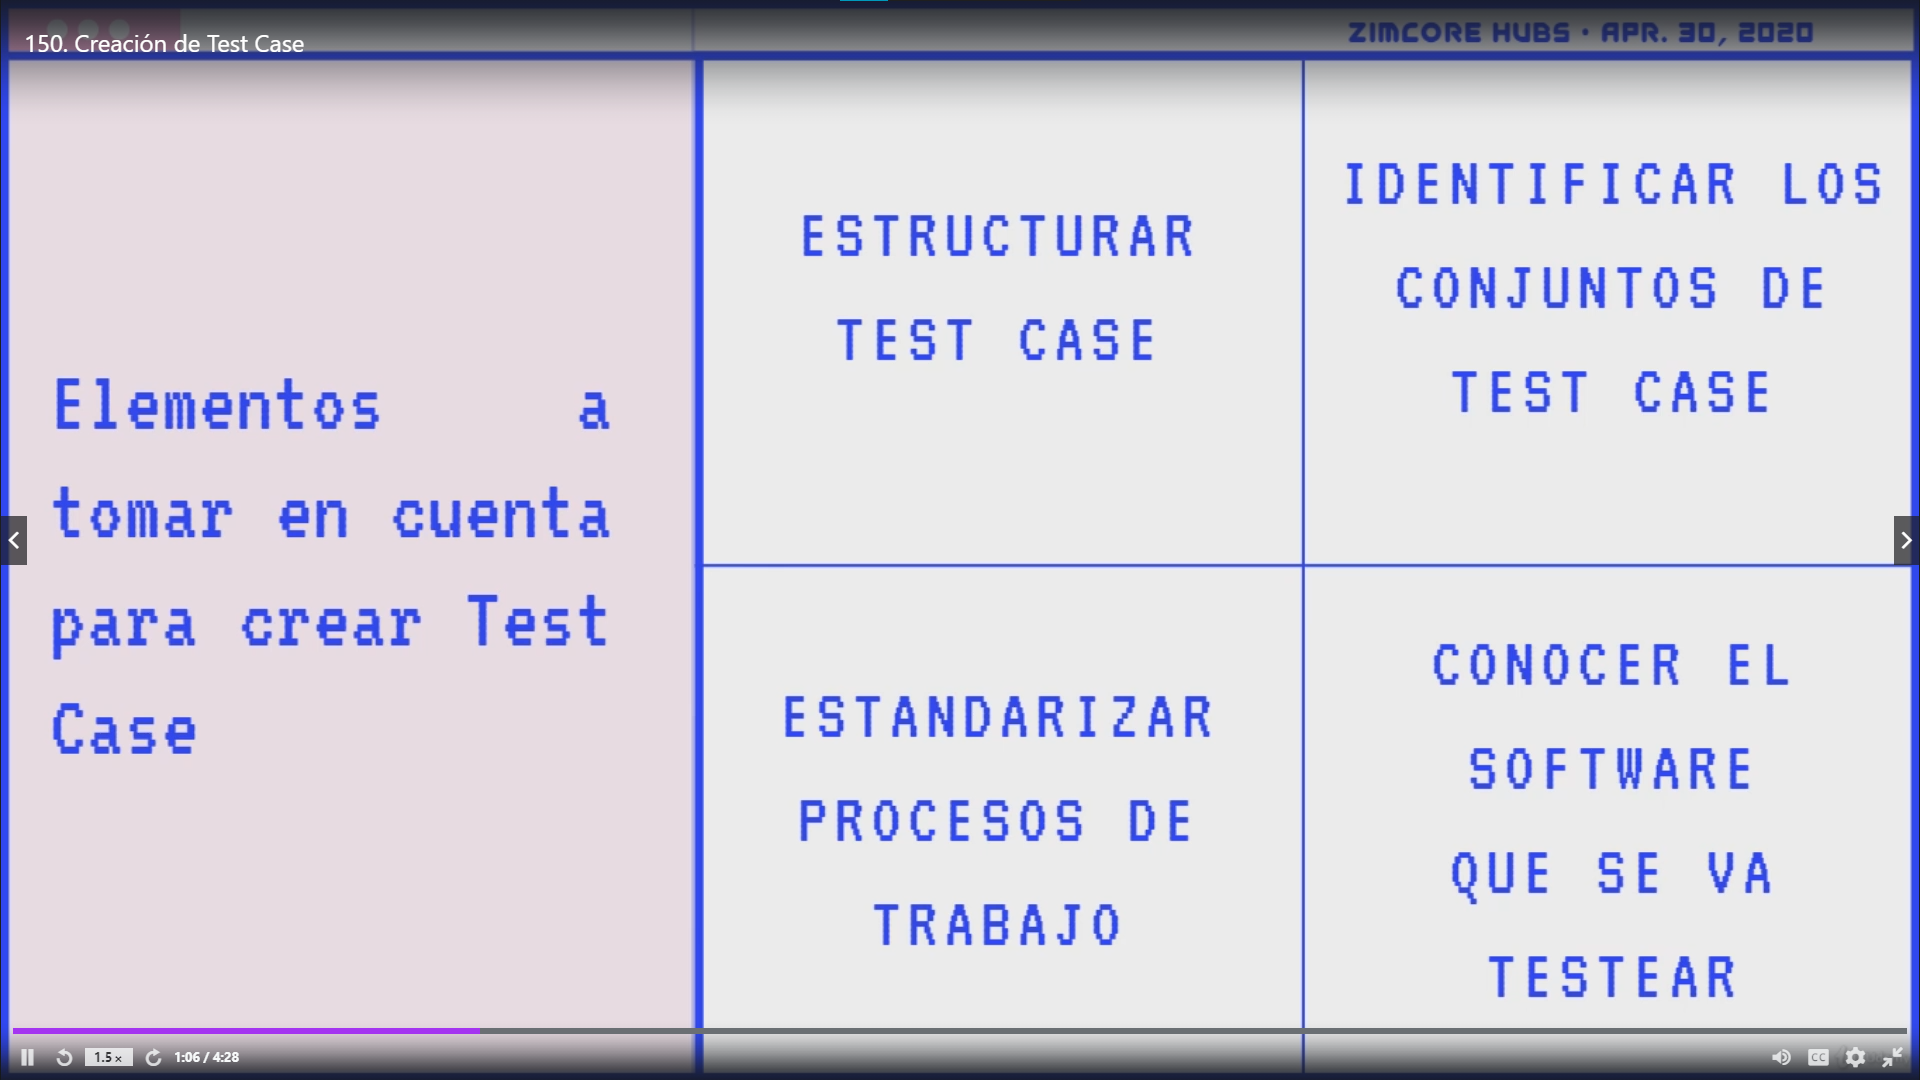 150. Creación de Test Case
ZIMCORE HUBS • APR. 30, 2020
Elementos a
tomar en cuenta
para crear Test
Case
ESTRUCTURAR
TEST CASE
IDENTIFICAR LOS
CONJUNTOS DE
TEST CASE
ESTANDARIZAR
PROCESOS DE
TRABAJO
CONOCER EL
SOFTWARE
QUE SE VA
TESTEAR
1.5×
1:06 / 4:28
CC